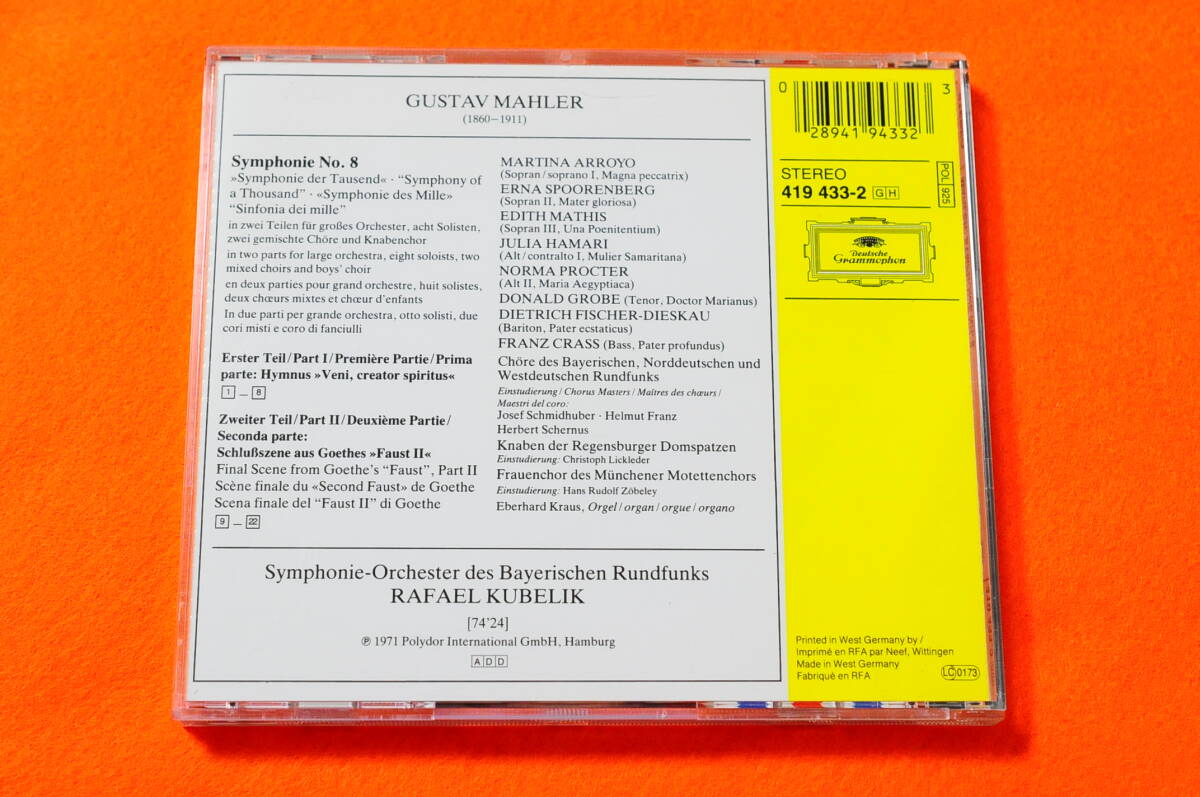 GUSTAV MAHLER
(1860–1911)
Symphonie No. 8
»Symphonie der Tausend« · “Symphony of
a Thousand” · «Symphonie des Mille»
“Sinfonia dei mille”
in zwei Teilen für großes Orchester, acht Solisten,
zwei gemischte Chöre und Knabenchor
in two parts for large orchestra, eight soloists, two
mixed choirs and boys’ choir
en deux parties pour grand orchestre, huit solistes,
deux chœurs mixtes et chœur d’enfants
In due parti per grande orchestra, otto solisti, due
cori misti e coro di fanciulli
Erster Teil/Part I/Première Partie/Prima
parte: Hymnus »Veni, creator spiritus«
1 – 8
Zweiter Teil/Part II/Deuxième Partie/
Seconda parte:
Schlußszene aus Goethes »Faust II«
Final Scene from Goethe’s “Faust”, Part II
Scène finale du «Second Faust» de Goethe
Scena finale del “Faust II” di Goethe
9 – 22
MARTINA ARROYO
(Sopran/soprano I, Magna peccatrix)
ERNA SPOORENBERG
(Sopran II, Mater gloriosa)
EDITH MATHIS
(Sopran III, Una Poenitentium)
JULIA HAMARI
(Alt/contralto I, Mulier Samaritana)
NORMA PROCTER
(Alt II, Maria Aegyptiaca)
DONALD GROBE (Tenor, Doctor Marianus)
DIETRICH FISCHER-DIESKAU
(Bariton, Pater ecstaticus)
FRANZ CRASS (Bass, Pater profundus)
Chöre des Bayerischen, Norddeutschen und
Westdeutschen Rundfunks
Einstudierung/Chorus Masters/Maîtres des chœurs/
Maestri del coro:
Josef Schmidhuber · Helmut Franz
Herbert Schernus
Knaben der Regensburger Domspatzen
Einstudierung: Christoph Lickleder
Frauenchor des Münchener Motettenchors
Einstudierung: Hans Rudolf Zöbeley
Eberhard Kraus, Orgel/organ/orgue/organo
Symphonie-Orchester des Bayerischen Rundfunks
RAFAEL KUBELIK
[74’24]
℗ 1971 Polydor International GmbH, Hamburg
ADD
0 28941 94332 3
STEREO
419 433-2 GH
POL 925
Deutsche
Grammophon
Printed in West Germany by/
Imprimé en RFA par Neef, Wittingen
Made in West Germany
Fabriqué en RFA
LC 0173